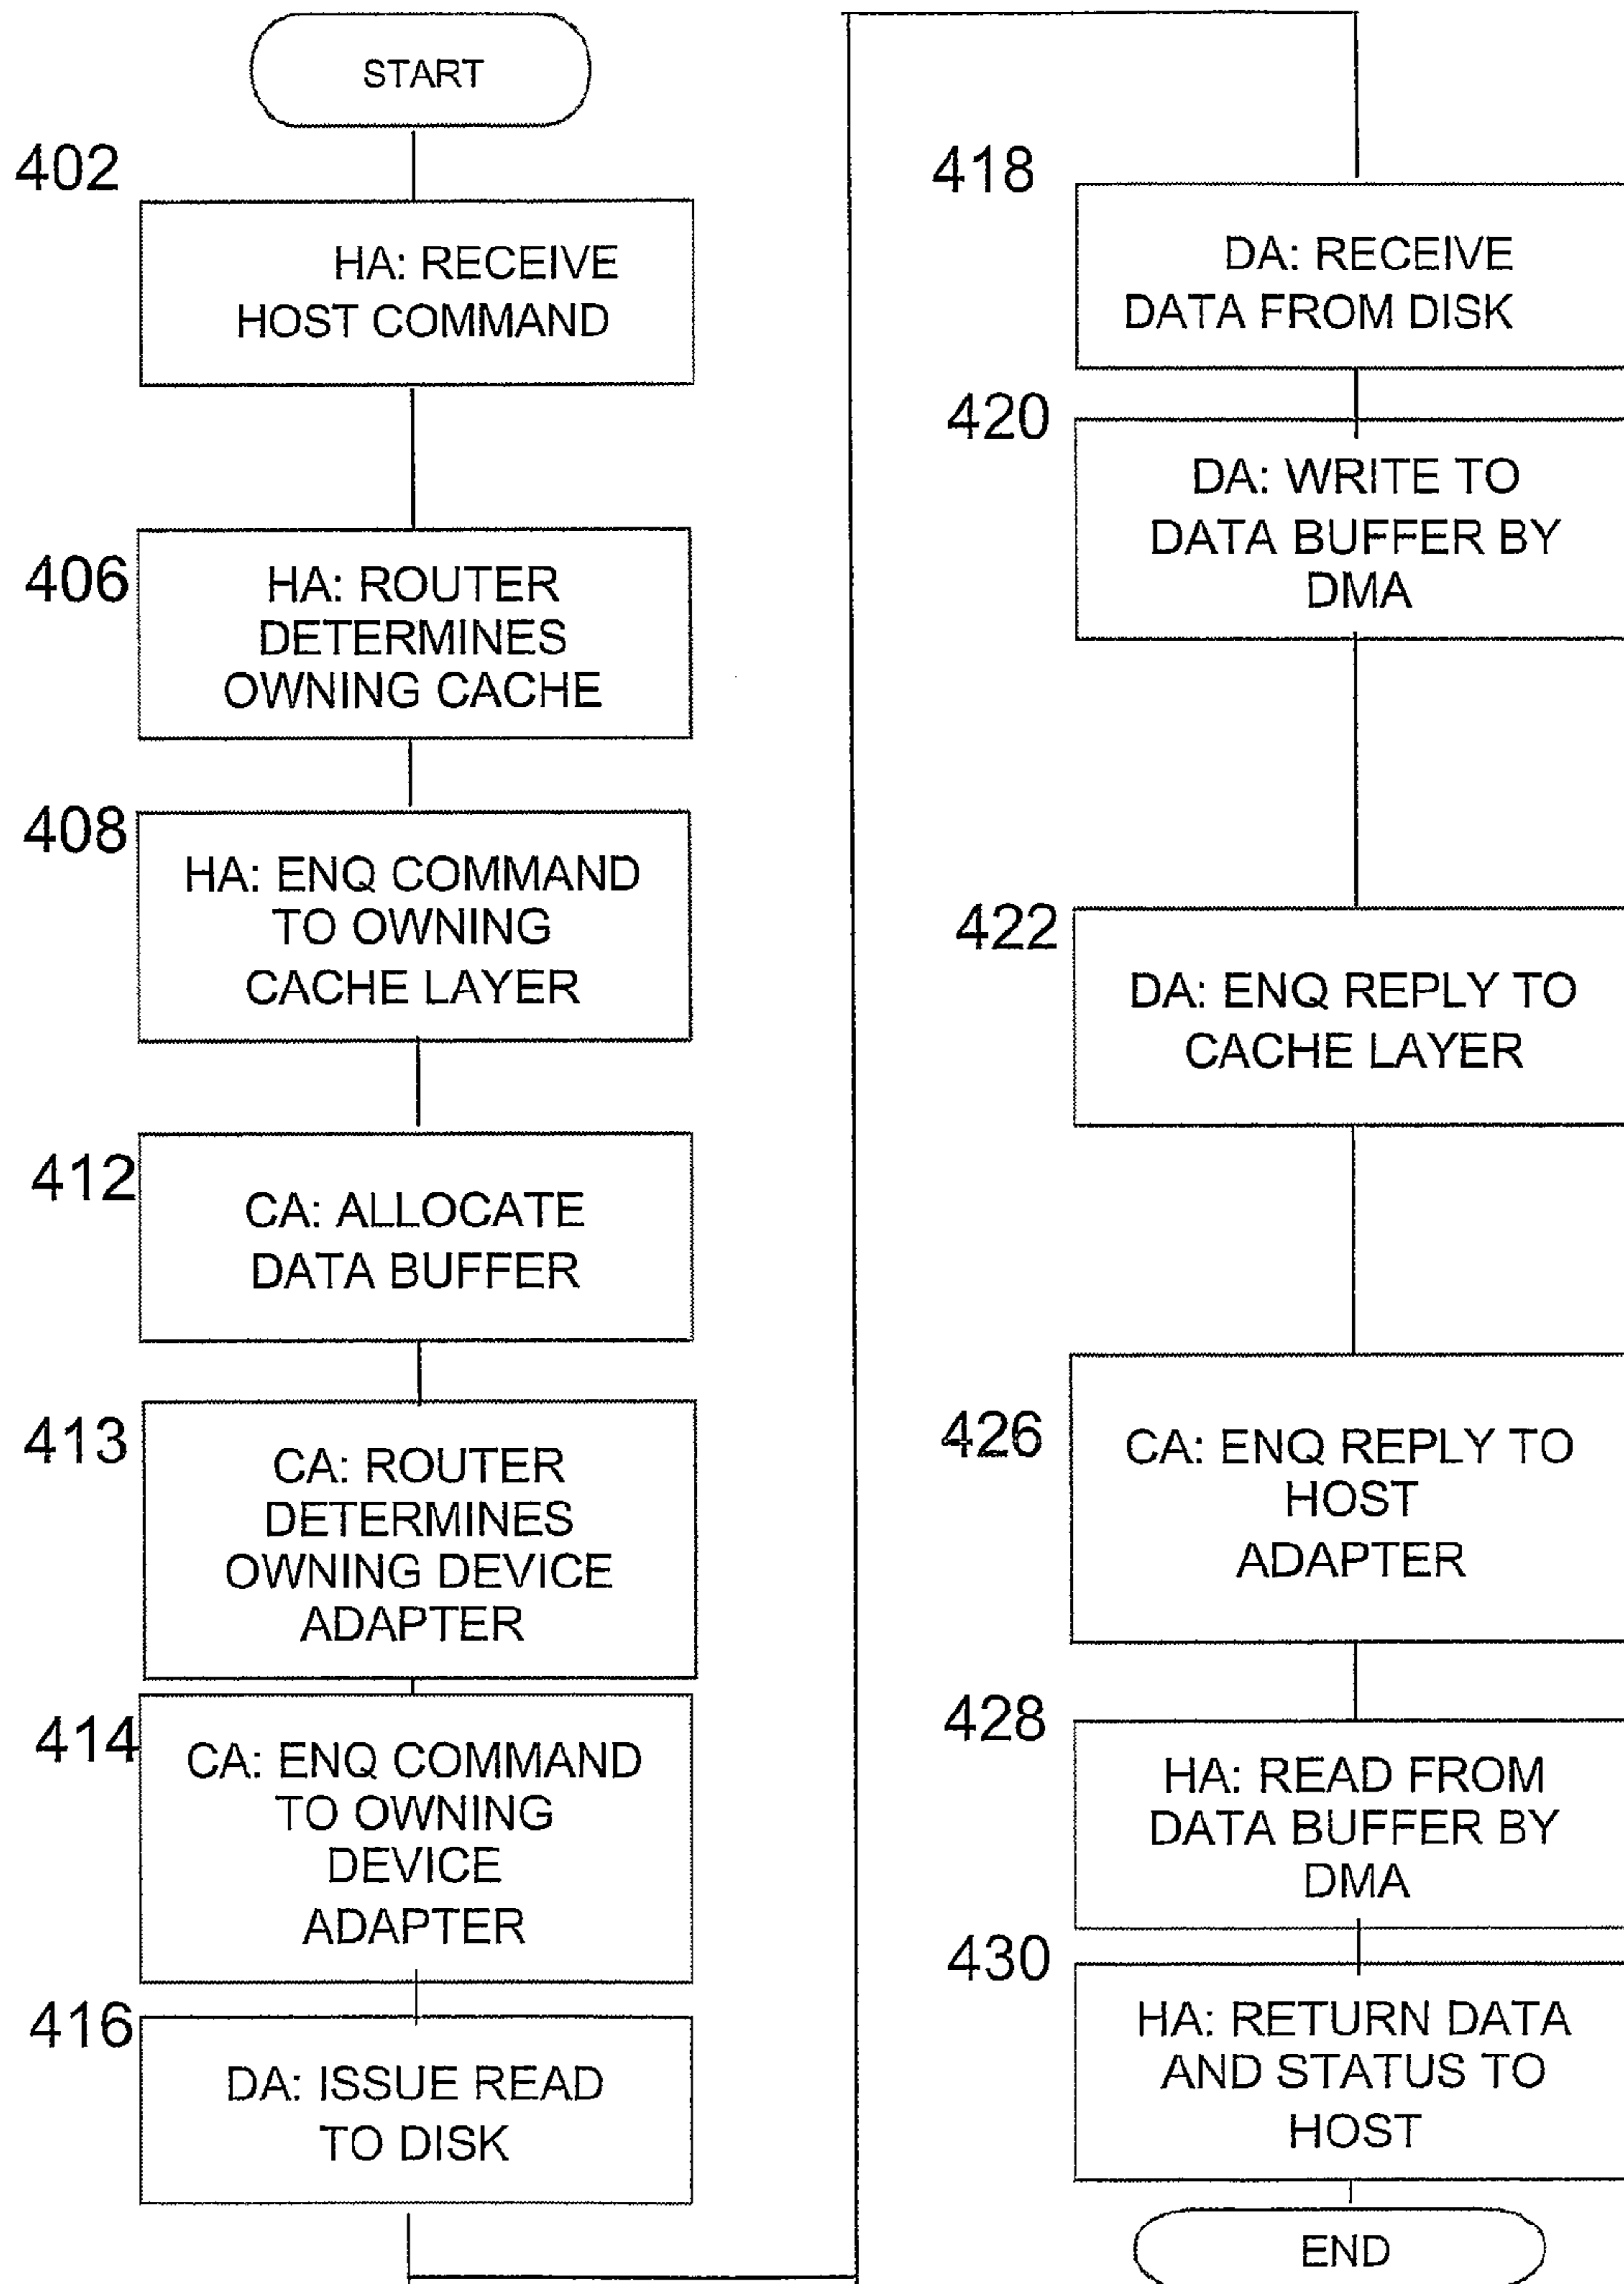 START
402
HA: RECEIVE
HOST COMMAND
406
HA: ROUTER
DETERMINES
OWNING CACHE
408
HA: ENQ COMMAND
TO OWNING
CACHE LAYER
412
CA: ALLOCATE
DATA BUFFER
413
CA: ROUTER
DETERMINES
OWNING DEVICE
ADAPTER
414
CA: ENQ COMMAND
TO OWNING
DEVICE
ADAPTER
416
DA: ISSUE READ
TO DISK
418
DA: RECEIVE
DATA FROM DISK
420
DA: WRITE TO
DATA BUFFER BY
DMA
422
DA: ENQ REPLY TO
CACHE LAYER
426
CA: ENQ REPLY TO
HOST
ADAPTER
428
HA: READ FROM
DATA BUFFER BY
DMA
430
HA: RETURN DATA
AND STATUS TO
HOST
END